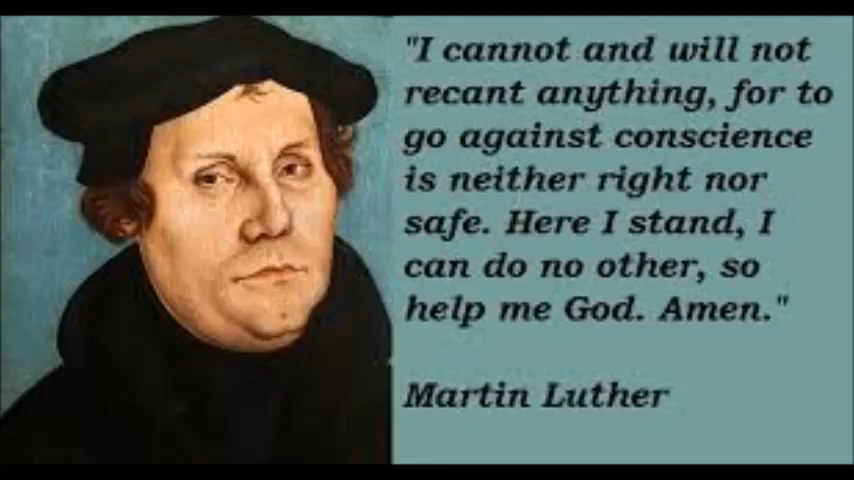 "I cannot and will not
recant anything, for to
go against conscience
is neither right nor
safe. Here I stand, I
can do no other, so
help me God. Amen."
Martin Luther